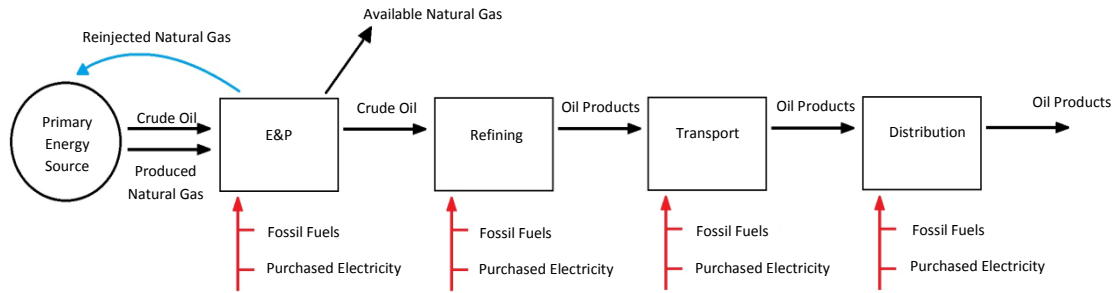 Available Natural Gas
Reinjected Natural Gas
Primary
Energy
Source
Crude Oil
Produced
Natural Gas
E&P
Crude Oil
Refining
Oil Products
Transport
Oil Products
Distribution
Oil Products
Fossil Fuels
Purchased Electricity
Fossil Fuels
Purchased Electricity
Fossil Fuels
Purchased Electricity
Fossil Fuels
Purchased Electricity